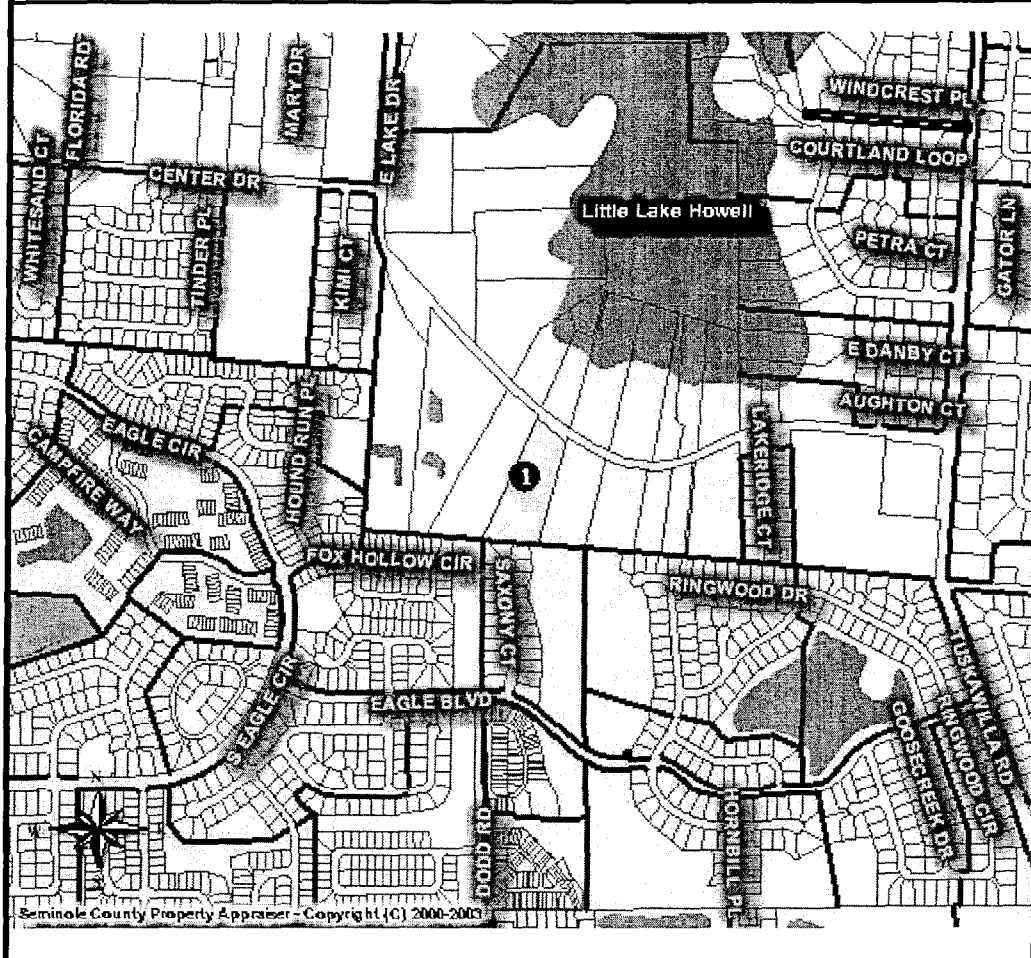 FLORIDA RD
MARY DR
E LAKE DR
WINDCREST PL
WHITESAND CT
CENTER DR
COURTLAND LOOP
TINDER PL
KIMI CT
Little Lake Howell
PETRA CT
GATOR LN
E DANBY CT
AUGHTON CT
EAGLE CIR
HOUND RUN PL
LAKERIDGE CT
CAMPFIRE WAY
1
FOX HOLLOW CIR
SAXONY CT
RINGWOOD DR
TUSKAWILLA RD
S EAGLE CIR
EAGLE BLVD
GOOSECREEK DR
RINGWOOD CIR
DODD RD
HORNBILL PL
Seminole County Property Appraiser - Copyright (C) 2000-2003